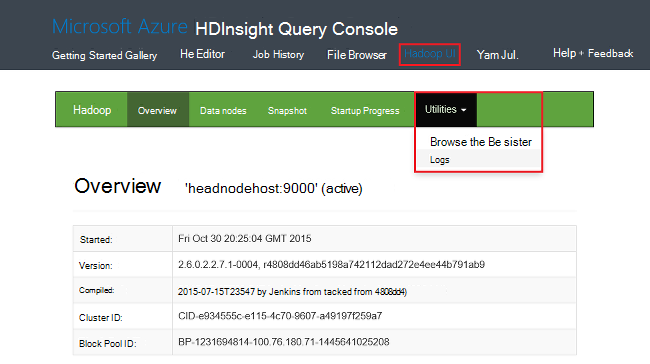 Microsoft Azure HDInsight Query Console
Getting Started Gallery He Editor Job History File Browser Hadoop UI Yam Jul. Help + Feedback
Hadoop Overview Data nodes Snapshot Startup Progress Utilities
Browse the Be sister
Logs
Overview 'headnodehost:9000' (active)
Started: Fri Oct 30 20:25:04 GMT 2015
Version: 2.6.0.2.2.7.1-0004, r4808dd46ab5198a742112dad272e4ee44b791ab9
Compiled: 2015-07-15T23547 by Jenkins from tacked from 4808dd4)
Cluster ID: CID-e934555c-e115-4c70-9607-a49197f259a7
Block Pool ID: BP-1231694814-100.76.180.71-1445641025208